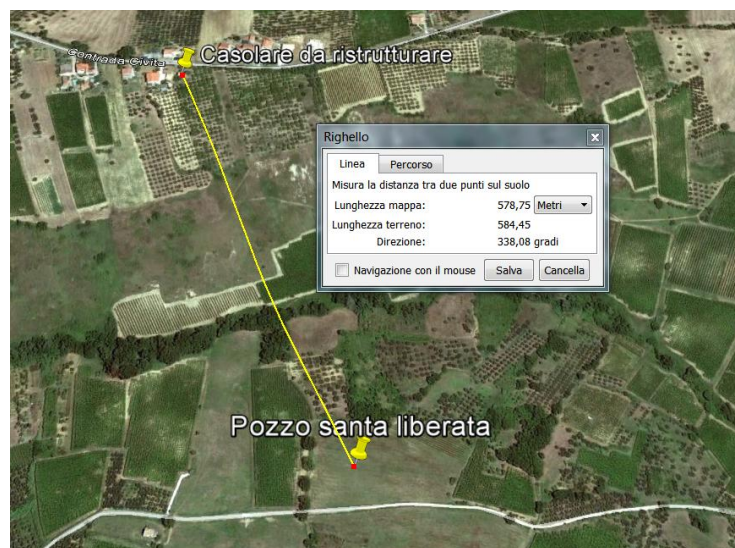 Contrada Civita
Casolare da ristrutturare
Righello
Linea Percorso
Misura la distanza tra due punti sul suolo
Lunghezza mappa: 578,75 Metri
Lunghezza terreno: 584,45
Direzione: 338,08 gradi
Navigazione con il mouse Salva Cancella
Pozzo santa liberata